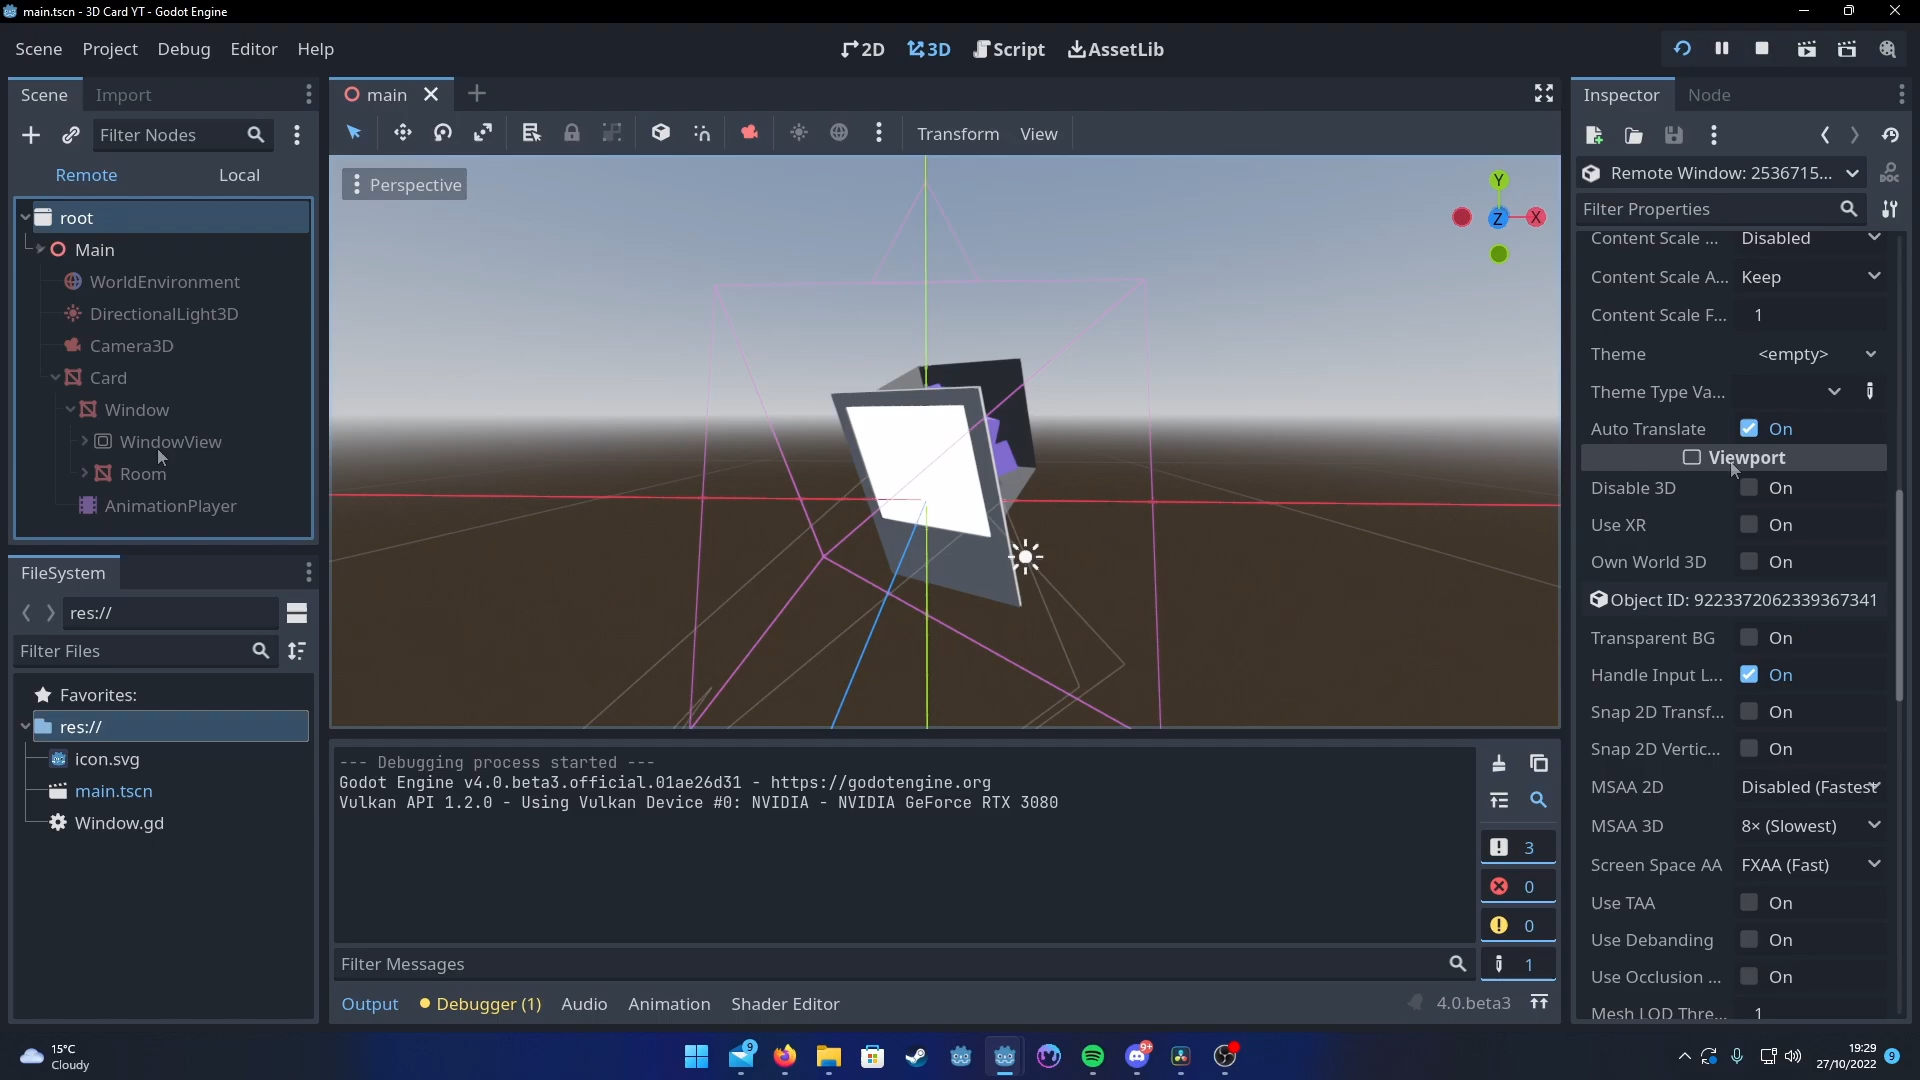 main.tscn - 3D Card YT - Godot Engine
Scene Project Debug Editor Help
2D 3D Script AssetLib
Scene Import
Filter Nodes
Remote Local
root
Main
WorldEnvironment
DirectionalLight3D
Camera3D
Card
Window
WindowView
Room
AnimationPlayer
FileSystem
res://
Filter Files
Favorites:
res://
icon.svg
main.tscn
Window.gd
main
Transform View
Perspective
Y
Z
X
--- Debugging process started ---
Godot Engine v4.0.beta3.official.01ae26d31 - https://godotengine.org
Vulkan API 1.2.0 - Using Vulkan Device #0: NVIDIA - NVIDIA GeForce RTX 3080
3
0
0
1
Filter Messages
Output Debugger (1) Audio Animation Shader Editor
4.0.beta3
Inspector Node
Remote Window: 2536715...
DOC
Filter Properties
Content Scale ... Disabled
Content Scale A... Keep
Content Scale F... 1
Theme <empty>
Theme Type Va...
Auto Translate On
Viewport
Disable 3D On
Use XR On
Own World 3D On
Object ID: 9223372062339367341
Transparent BG On
Handle Input L... On
Snap 2D Transf... On
Snap 2D Vertic... On
MSAA 2D Disabled (Fastest
MSAA 3D 8× (Slowest)
Screen Space AA FXAA (Fast)
Use TAA On
Use Debanding On
Use Occlusion ... On
Mesh LOD Thre... 1
15°C
Cloudy
9
9+
19:29
27/10/2022
9